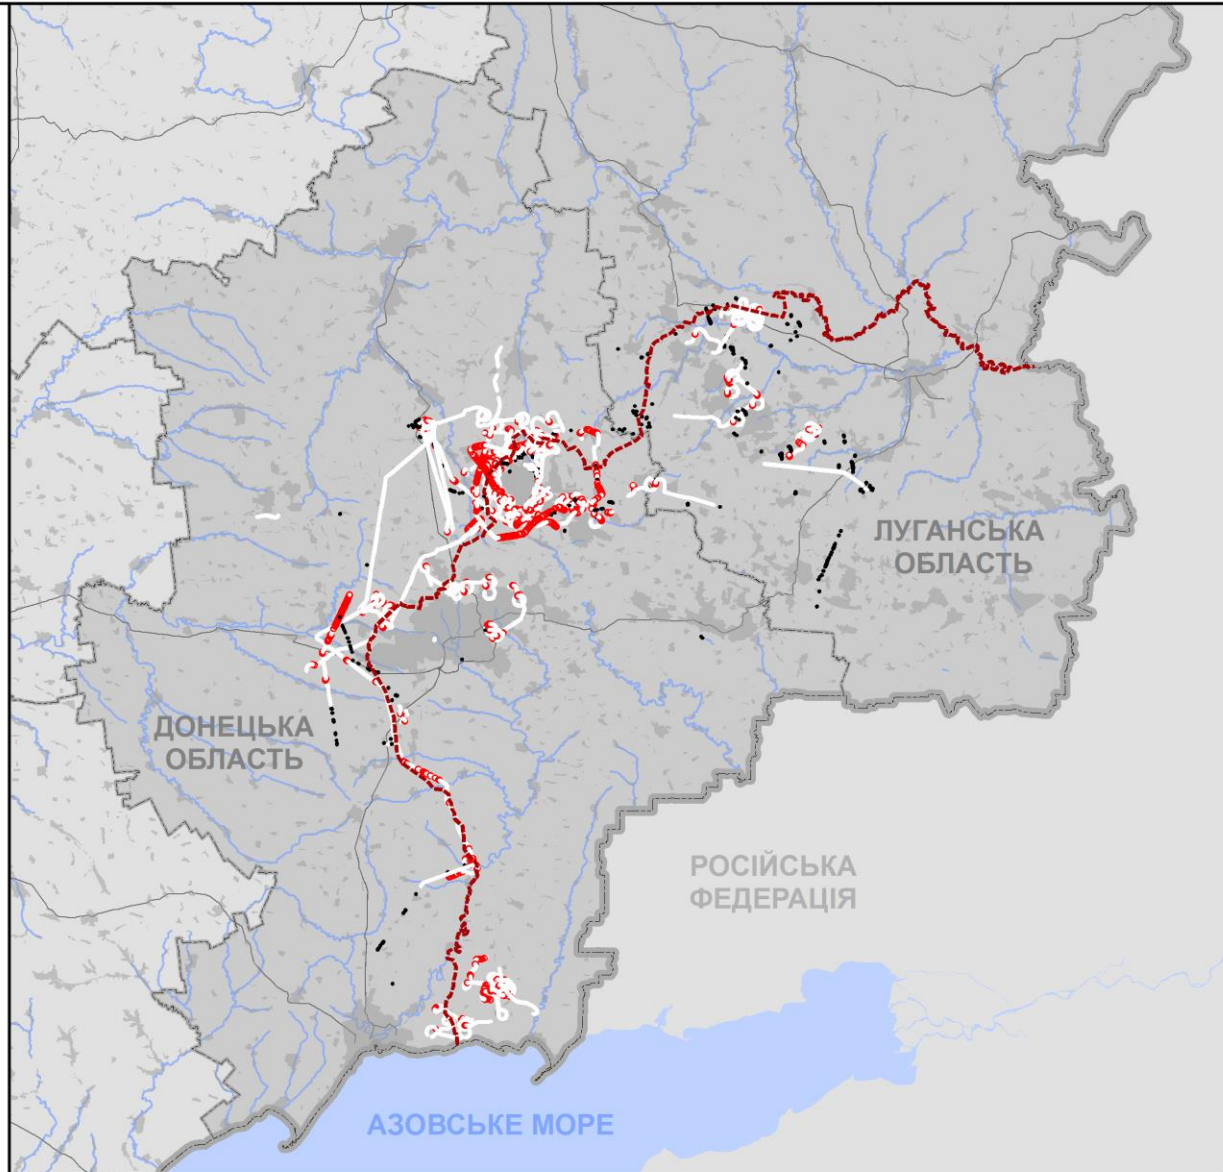 ЛУГАНСЬКА
ОБЛАСТЬ
ДОНЕЦЬКА
ОБЛАСТЬ
РОСІЙСЬКА
ФЕДЕРАЦІЯ
АЗОВСЬКЕ МОРЕ